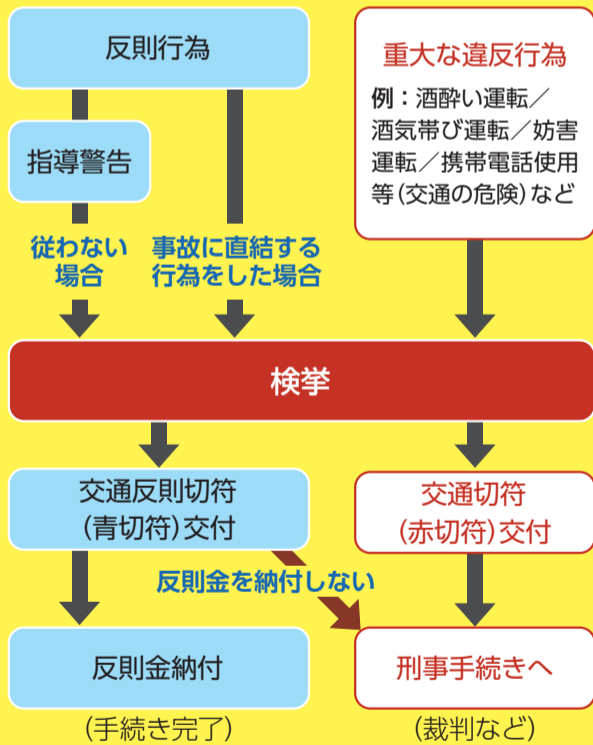 反則行為
指導警告
従わない
場合
事故に直結する
行為をした場合
重大な違反行為
例：酒酔い運転／
酒気帯び運転／妨害
運転／携帯電話使用
等（交通の危険）など
検挙
交通反則切符
（青切符）交付
交通切符
（赤切符）交付
反則金を納付しない
反則金納付
（手続き完了）
刑事手続きへ
（裁判など）